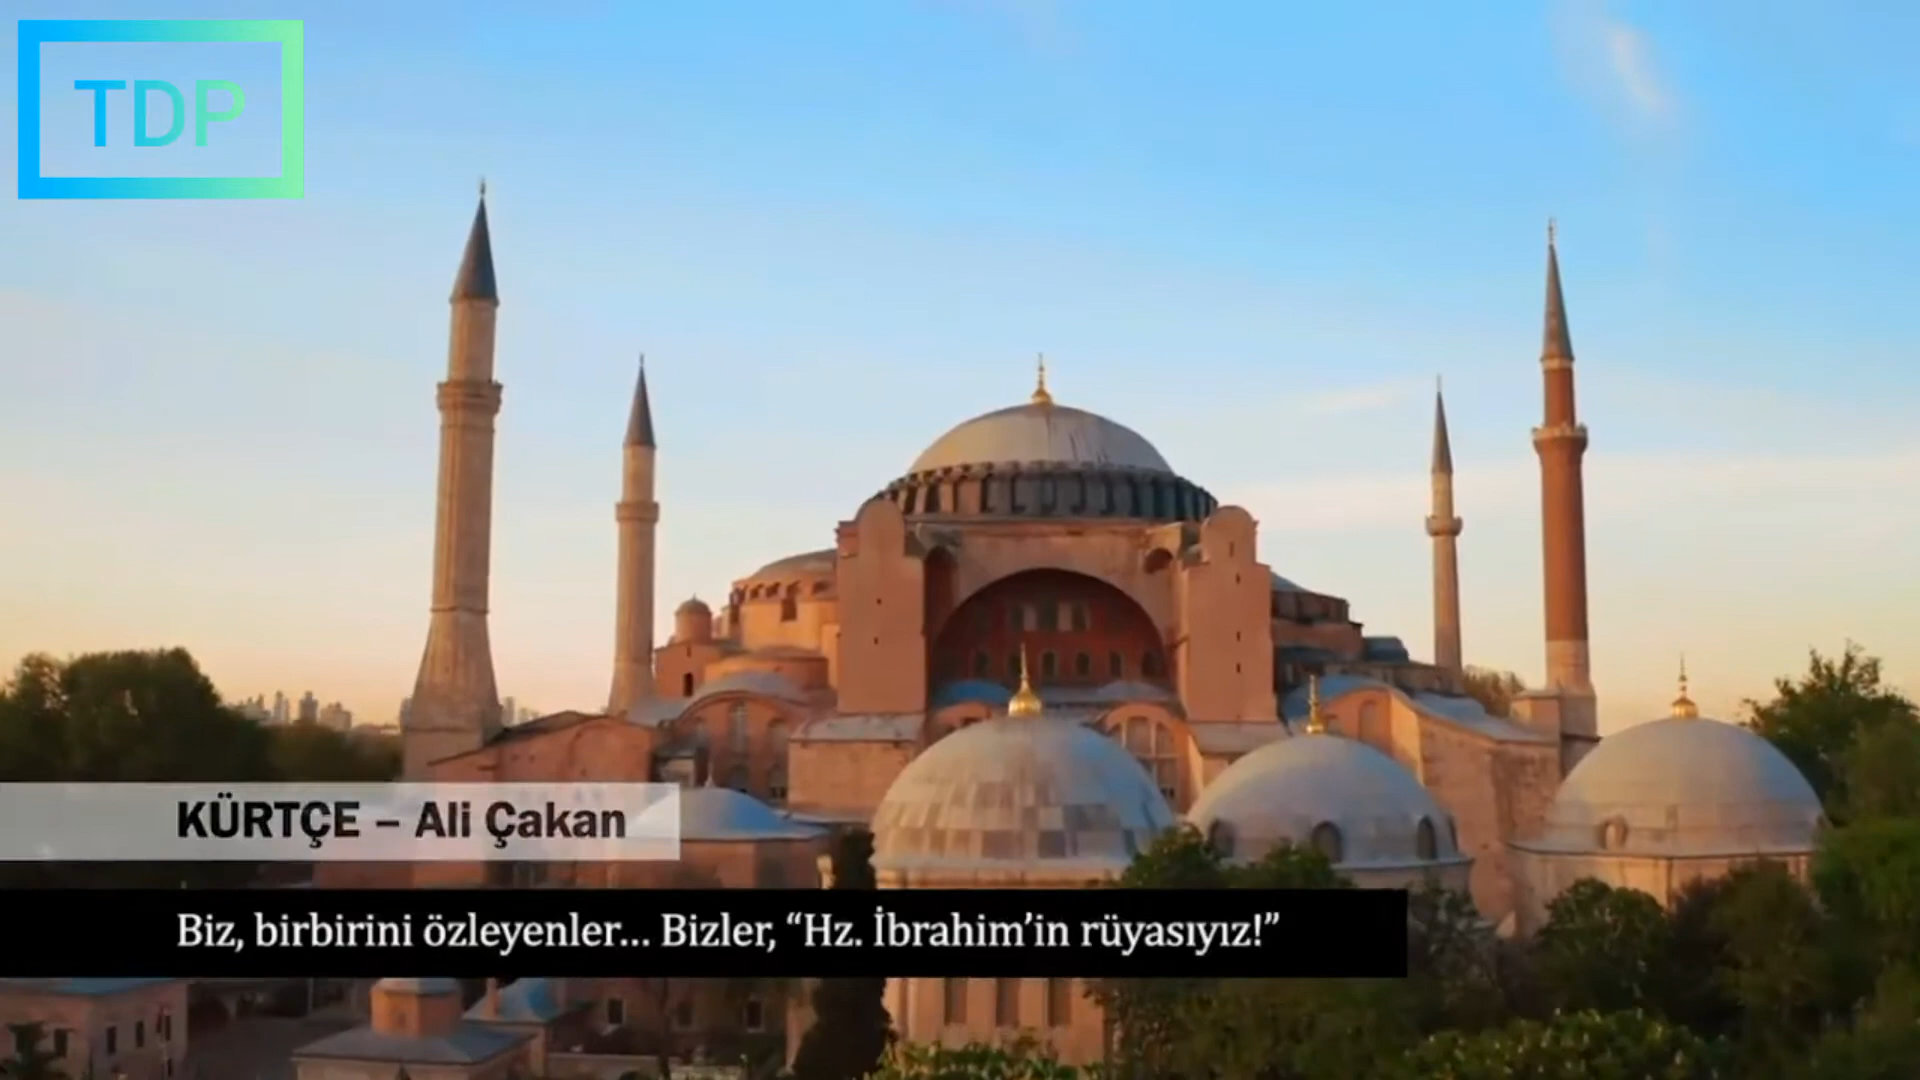 TDP
KÜRTÇE – Ali Çakan
Biz, birbirini özleyenler... Bizler, “Hz. İbrahim’in rüyasıyız!”